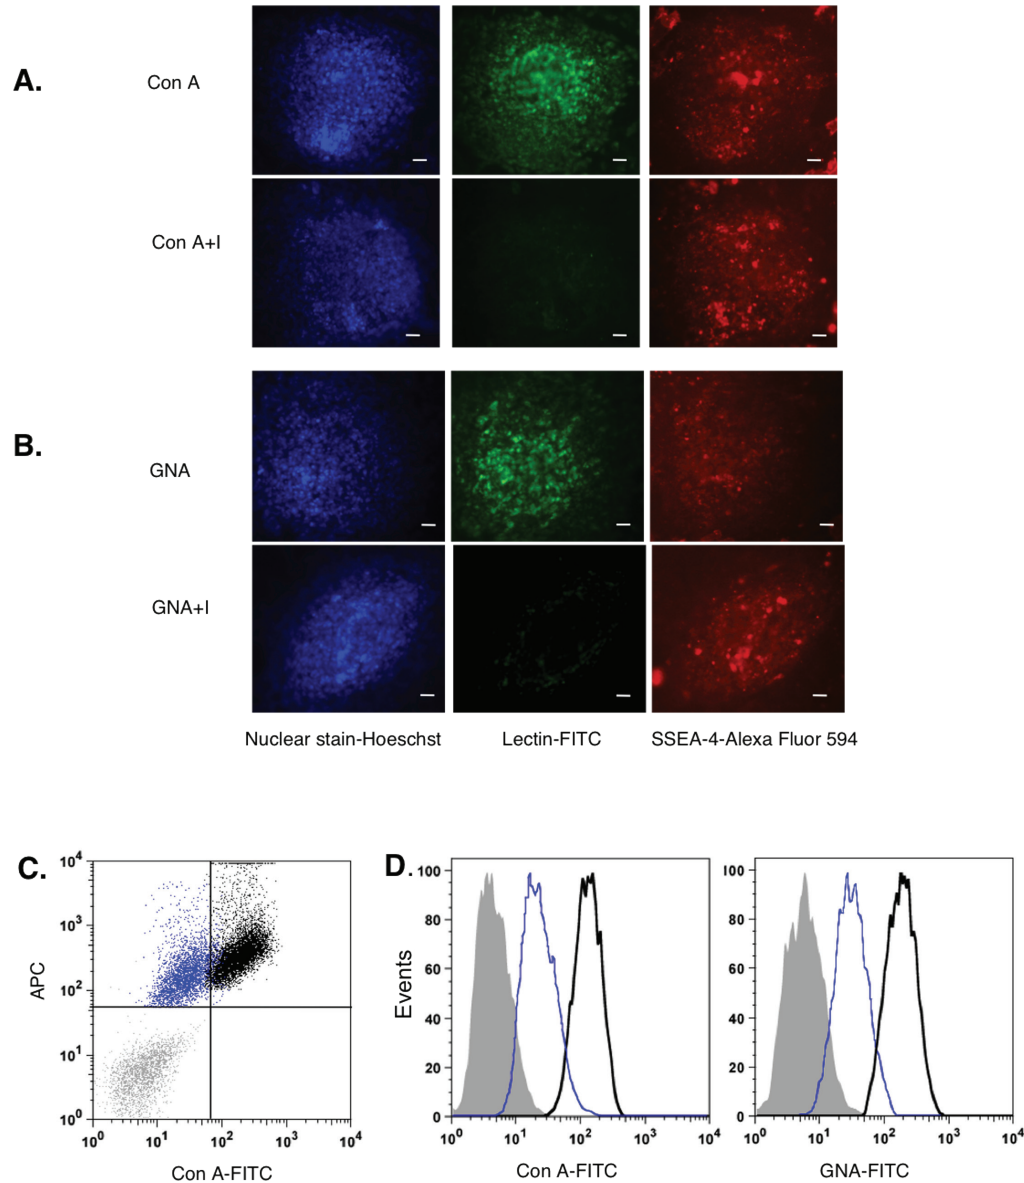 A.
Con A
Con A+I
B.
GNA
GNA+I
Nuclear stain-Hoeschst Lectin-FITC SSEA-4-Alexa Fluor 594
C.
10⁴
10³
10²
10¹
10⁰
APC
10⁰ 10¹ 10² 10³ 10⁴
Con A-FITC
D.
100
80
60
40
20
0
Events
10⁰ 10¹ 10² 10³ 10⁴
Con A-FITC
100
80
60
40
20
0
10⁰ 10¹ 10² 10³ 10⁴
GNA-FITC